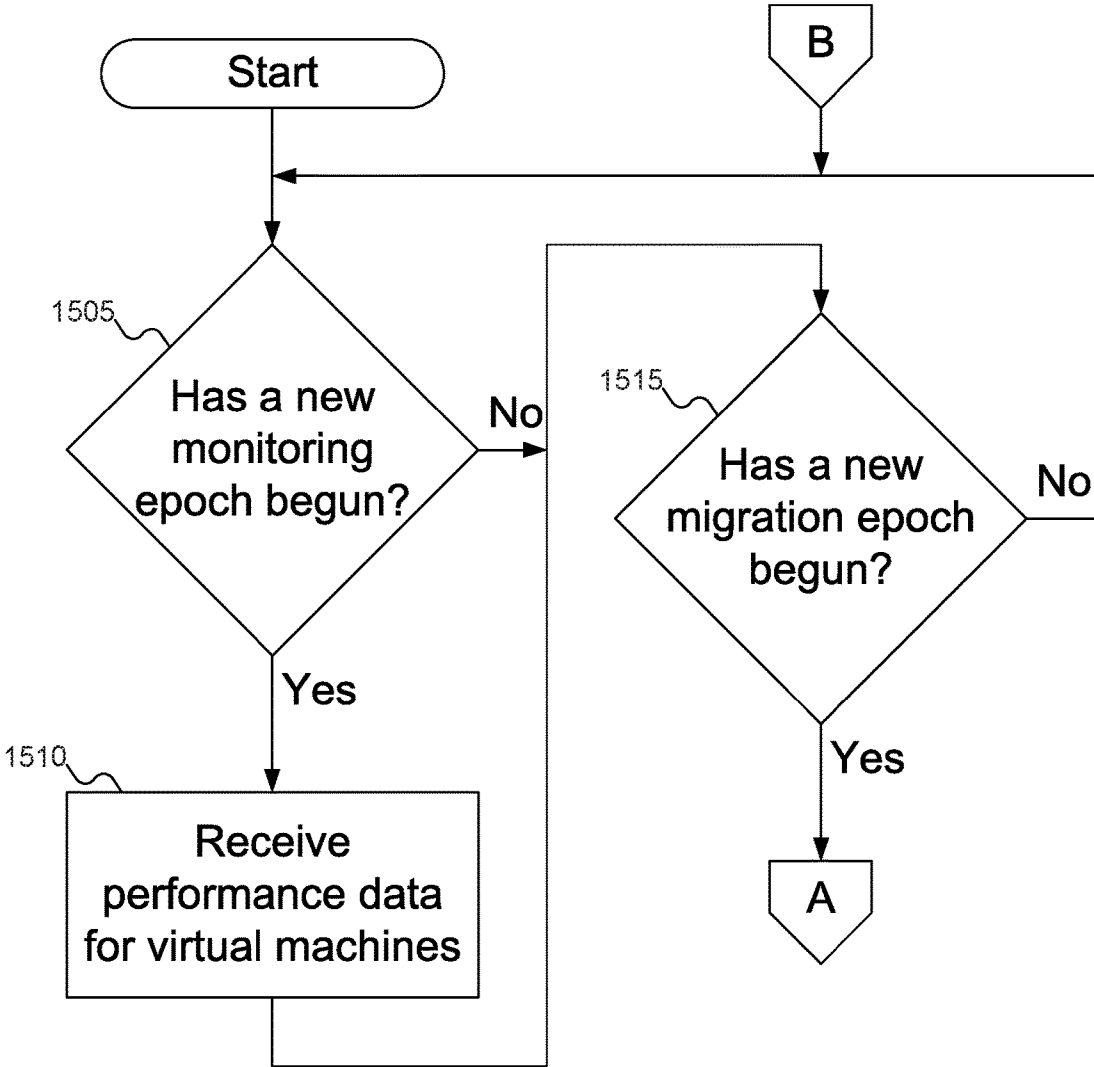 Start
B
1505
Has a new
monitoring
epoch begun?
No
Yes
1510
Receive
performance data
for virtual machines
1515
Has a new
migration epoch
begun?
No
Yes
A